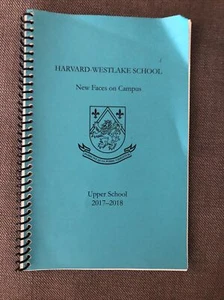 HARVARD-WESTLAKE SCHOOL
New Faces on Campus
Upper School
2017–2018